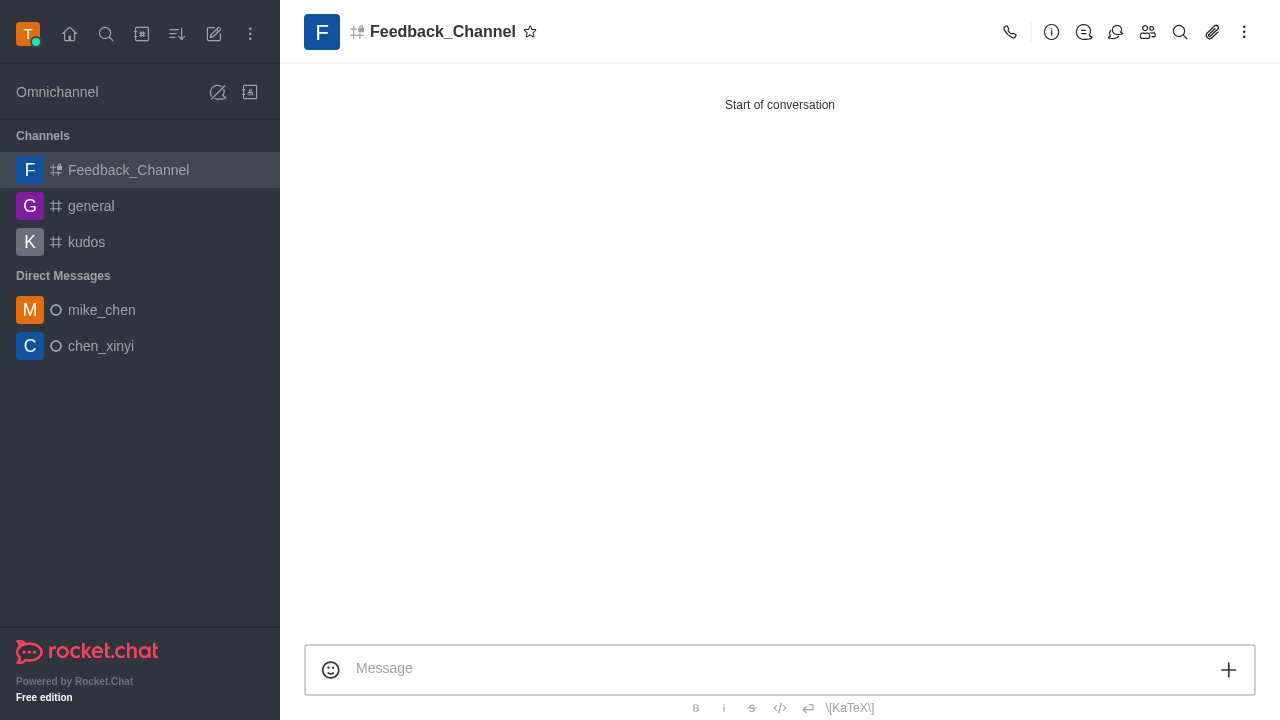 T
F Feedback_Channel
Start of conversation
Omnichannel
Channels
F Feedback_Channel
G general
K kudos
Direct Messages
M mike_chen
C chen_xinyi
Message
B i S \[KaTeX\]
rocket.chat
Powered by Rocket.Chat
Free edition